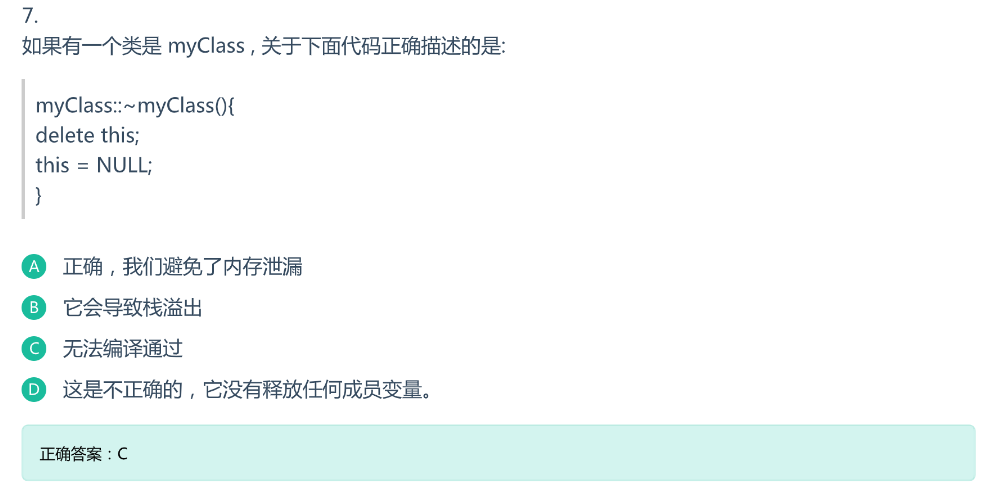 7.
如果有一个类是 myClass , 关于下面代码正确描述的是:
myClass::~myClass(){
delete this;
this = NULL;
}
A 正确，我们避免了内存泄漏
B 它会导致栈溢出
C 无法编译通过
D 这是不正确的，它没有释放任何成员变量。
正确答案：C